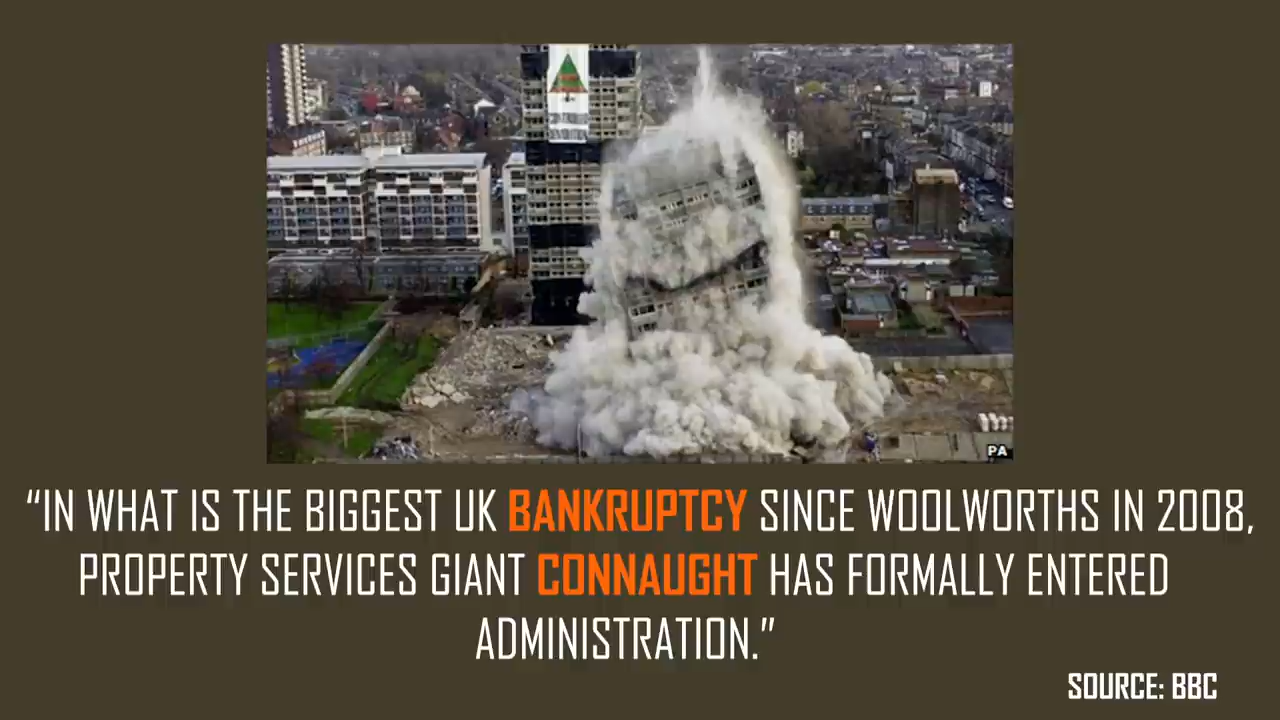 PA
“IN WHAT IS THE BIGGEST UK BANKRUPTCY SINCE WOOLWORTHS IN 2008,
PROPERTY SERVICES GIANT CONNAUGHT HAS FORMALLY ENTERED
ADMINISTRATION.”
SOURCE: BBC